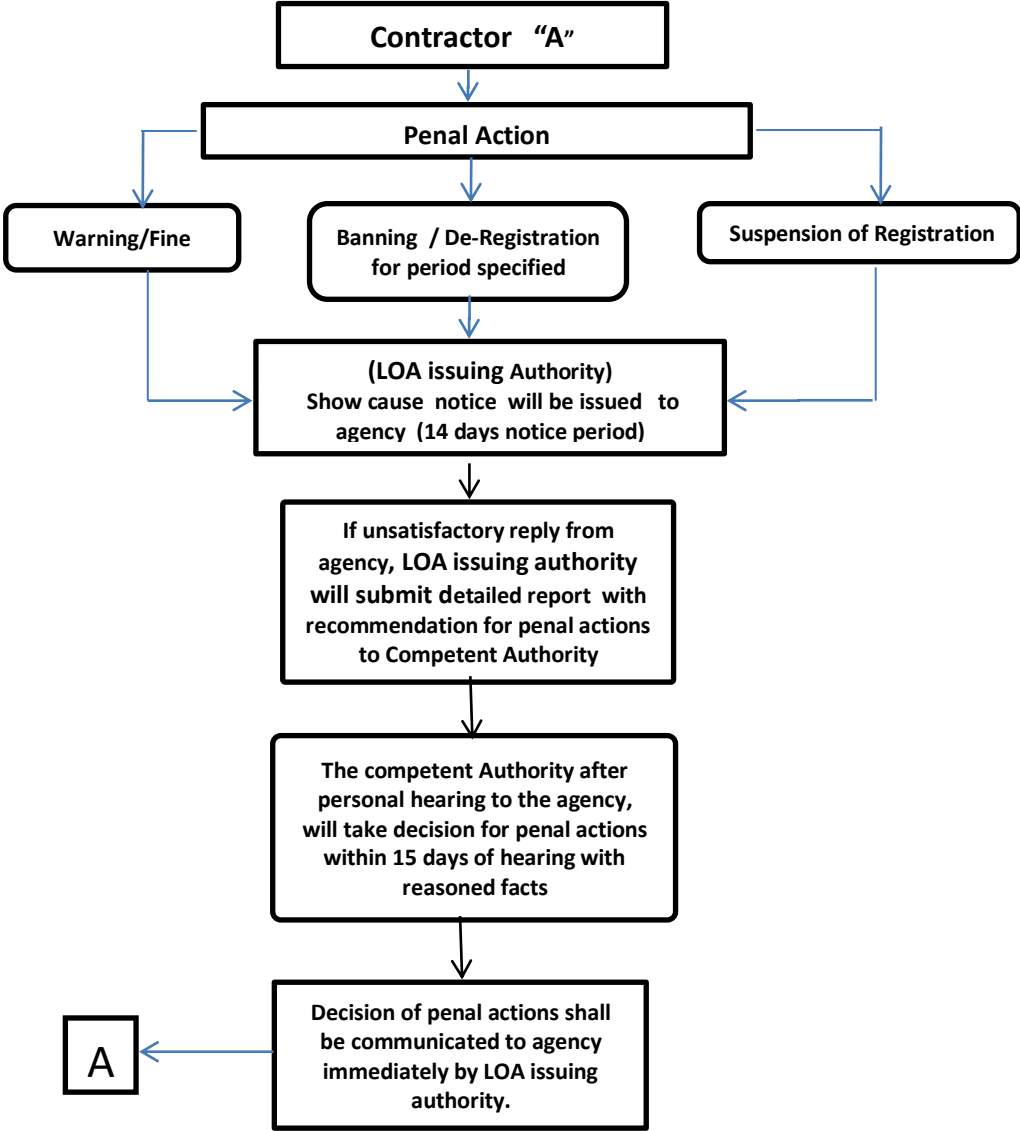 Contractor "A"
Penal Action
Warning/Fine
Banning / De-Registration
for period specified
Suspension of Registration
(LOA issuing Authority)
Show cause notice will be issued to
agency (14 days notice period)
If unsatisfactory reply from
agency, LOA issuing authority
will submit detailed report with
recommendation for penal actions
to Competent Authority
The competent Authority after
personal hearing to the agency,
will take decision for penal actions
within 15 days of hearing with
reasoned facts
Decision of penal actions shall
be communicated to agency
immediately by LOA issuing
authority.
A